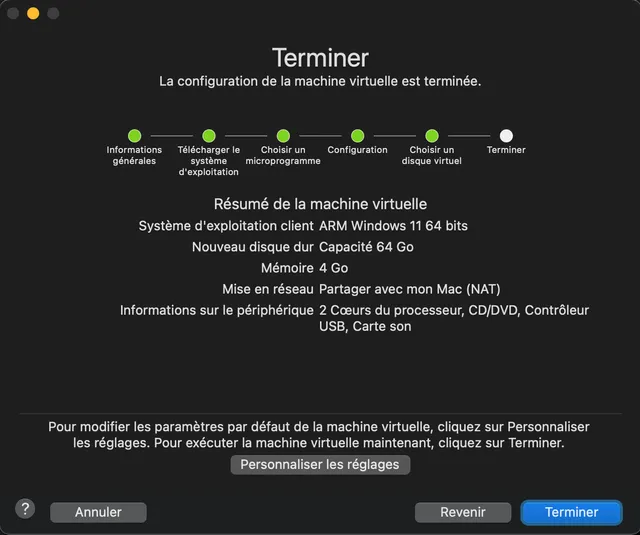 Terminer
La configuration de la machine virtuelle est terminée.
Informations
générales
Télécharger le
système
d'exploitation
Choisir un
microprogramme
Configuration
Choisir un
disque virtuel
Terminer
Résumé de la machine virtuelle
Système d'exploitation client ARM Windows 11 64 bits
Nouveau disque dur Capacité 64 Go
Mémoire 4 Go
Mise en réseau Partager avec mon Mac (NAT)
Informations sur le périphérique 2 Cœurs du processeur, CD/DVD, Contrôleur
USB, Carte son
Pour modifier les paramètres par défaut de la machine virtuelle, cliquez sur Personnaliser
les réglages. Pour exécuter la machine virtuelle maintenant, cliquez sur Terminer.
Personnaliser les réglages
? Annuler Revenir Terminer